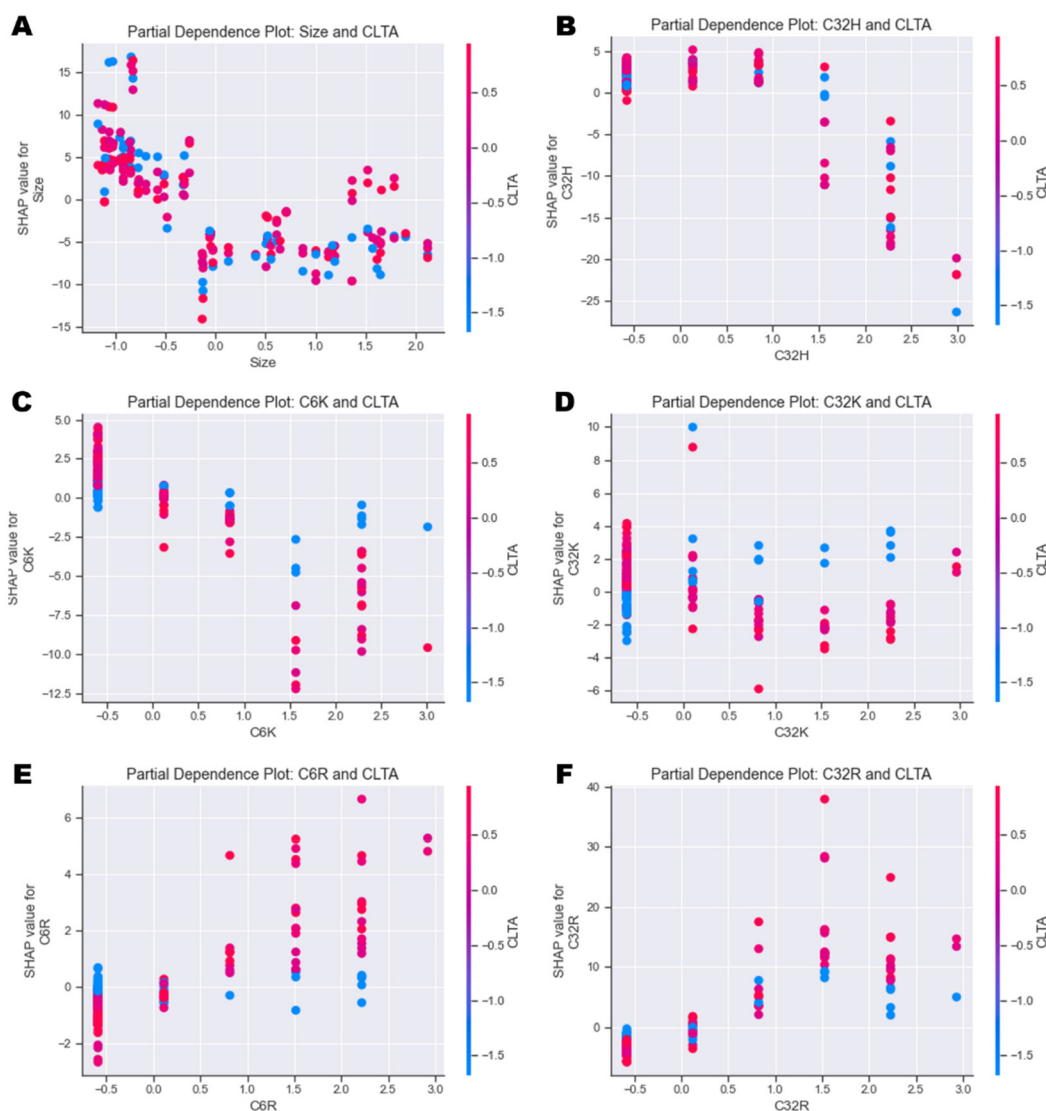 A
Partial Dependence Plot: Size and CLTA
15
10
5
0
−5
−10
−15
−1.0 −0.5 0.0 0.5 1.0 1.5 2.0
Size
SHAP value for
Size
0.5
0.0
−0.5
−1.0
−1.5
CLTA
B
Partial Dependence Plot: C32H and CLTA
5
0
−5
−10
−15
−20
−25
−0.5 0.0 0.5 1.0 1.5 2.0 2.5 3.0
C32H
SHAP value for
C32H
0.5
0.0
−0.5
−1.0
−1.5
CLTA
C
Partial Dependence Plot: C6K and CLTA
5.0
2.5
0.0
−2.5
−5.0
−7.5
−10.0
−12.5
−0.5 0.0 0.5 1.0 1.5 2.0 2.5 3.0
C6K
SHAP value for
C6K
0.5
0.0
−0.5
−1.0
−1.5
CLTA
D
Partial Dependence Plot: C32K and CLTA
10
8
6
4
2
0
−2
−4
−6
−0.5 0.0 0.5 1.0 1.5 2.0 2.5 3.0
C32K
SHAP value for
C32K
0.5
0.0
−0.5
−1.0
−1.5
CLTA
E
Partial Dependence Plot: C6R and CLTA
6
4
2
0
−2
−0.5 0.0 0.5 1.0 1.5 2.0 2.5 3.0
C6R
SHAP value for
C6R
0.5
0.0
−0.5
−1.0
−1.5
CLTA
F
Partial Dependence Plot: C32R and CLTA
40
30
20
10
0
−0.5 0.0 0.5 1.0 1.5 2.0 2.5 3.0
C32R
SHAP value for
C32R
0.5
0.0
−0.5
−1.0
−1.5
CLTA